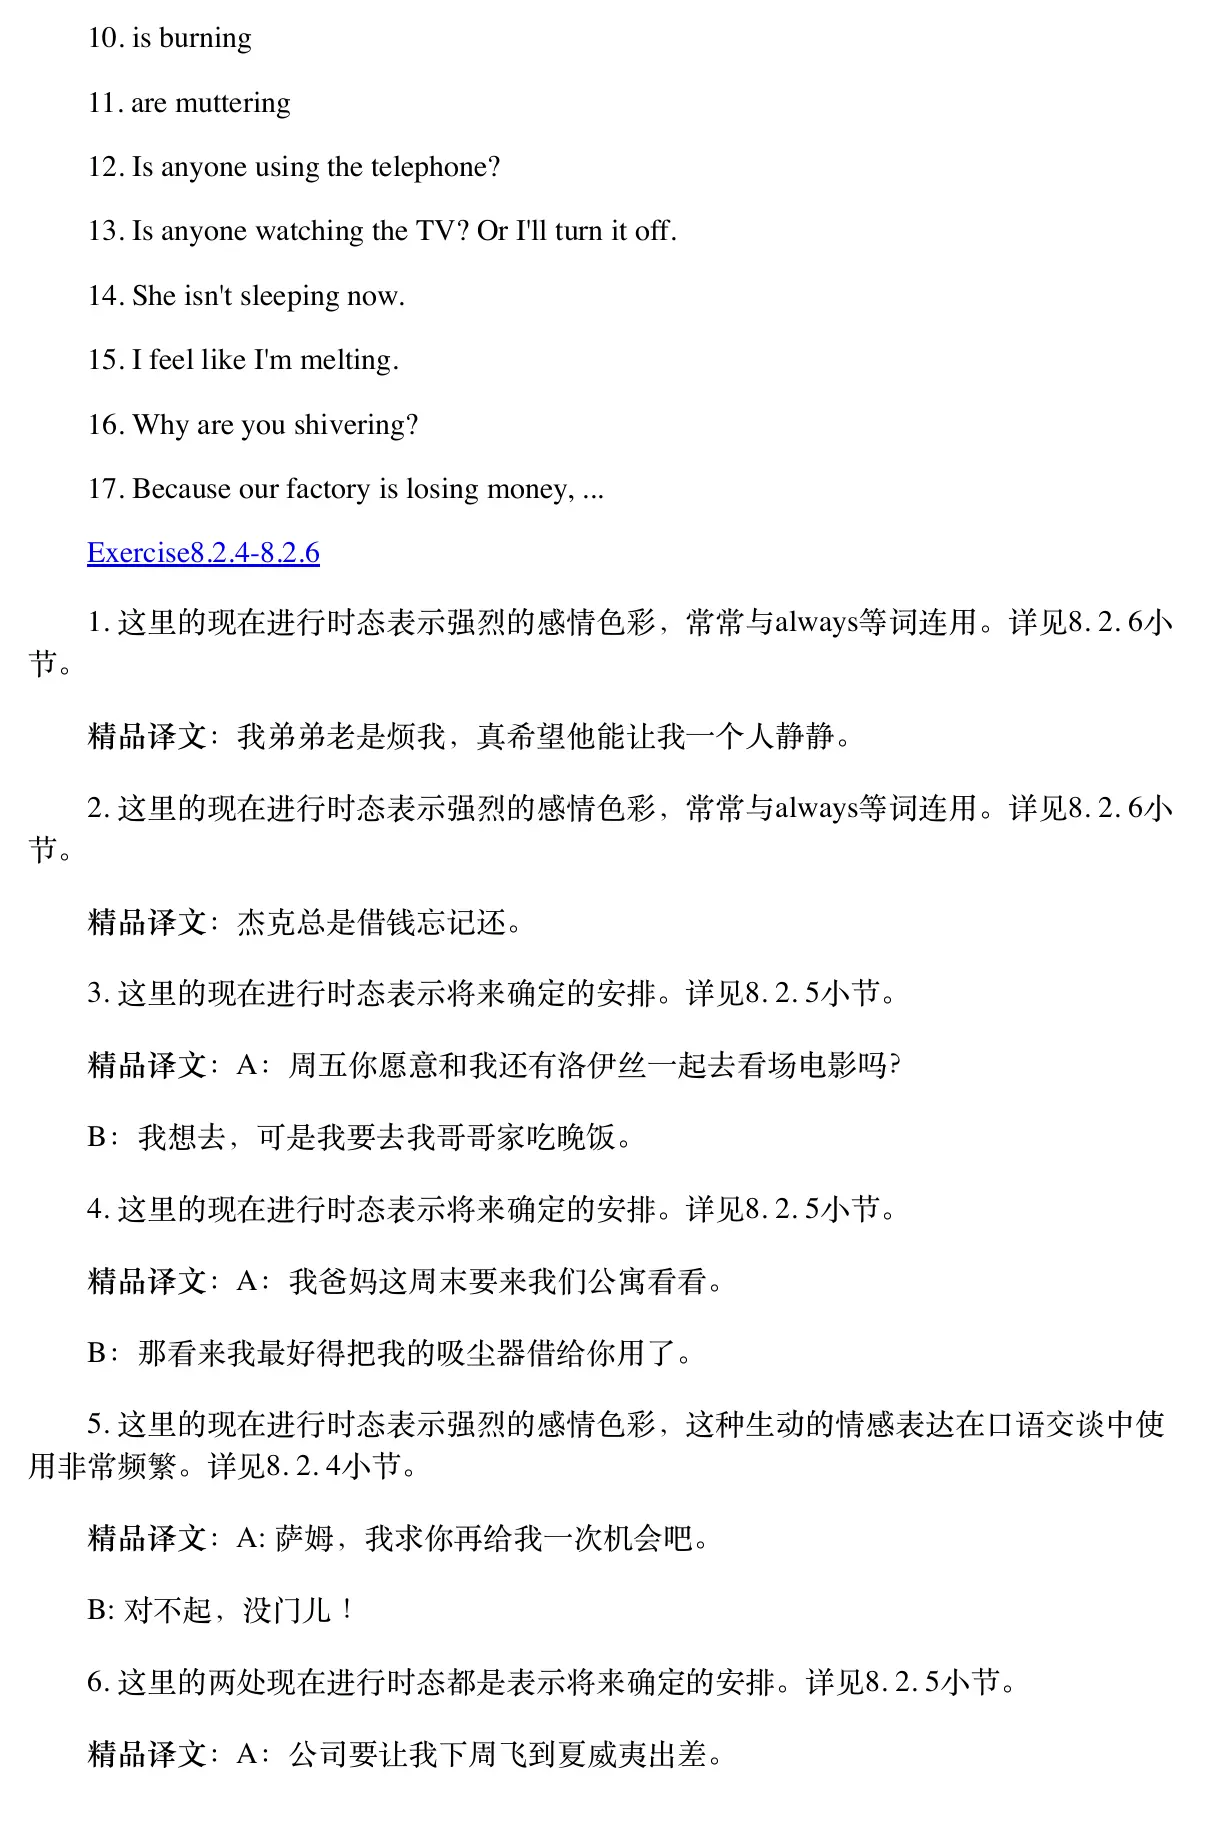 10. is burning
11. are muttering
12. Is anyone using the telephone?
13. Is anyone watching the TV? Or I'll turn it off.
14. She isn't sleeping now.
15. I feel like I'm melting.
16. Why are you shivering?
17. Because our factory is losing money, ...
Exercise8.2.4-8.2.6
1. 这里的现在进行时态表示强烈的感情色彩，常常与always等词连用。详见8. 2. 6小
节。
精品译文：我弟弟老是烦我，真希望他能让我一个人静静。
2. 这里的现在进行时态表示强烈的感情色彩，常常与always等词连用。详见8. 2. 6小
节。
精品译文：杰克总是借钱忘记还。
3. 这里的现在进行时态表示将来确定的安排。详见8. 2. 5小节。
精品译文：A：周五你愿意和我还有洛伊丝一起去看场电影吗？
B：我想去，可是我要去我哥哥家吃晚饭。
4. 这里的现在进行时态表示将来确定的安排。详见8. 2. 5小节。
精品译文：A：我爸妈这周末要来我们公寓看看。
B：那看来我最好得把我的吸尘器借给你用了。
5. 这里的现在进行时态表示强烈的感情色彩，这种生动的情感表达在口语交谈中使
用非常频繁。详见8. 2. 4小节。
精品译文：A: 萨姆，我求你再给我一次机会吧。
B: 对不起，没门儿！
6. 这里的两处现在进行时态都是表示将来确定的安排。详见8. 2. 5小节。
精品译文：A：公司要让我下周飞到夏威夷出差。